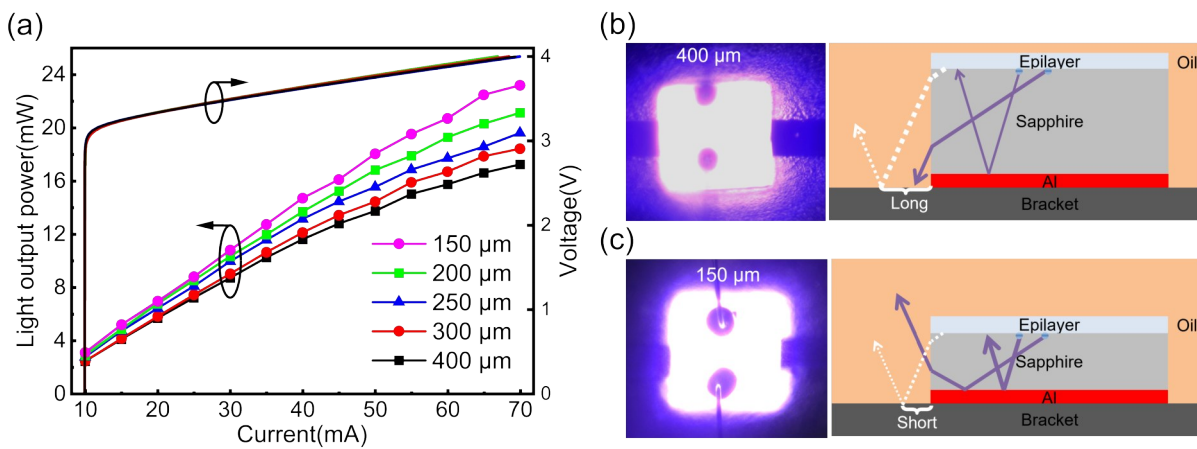 (a)
24
20
16
12
8
4
0
Light output power(mW)
10
20
30
40
50
60
70
Current(mA)
4
3
2
1
0
Voltage(V)
150 μm
200 μm
250 μm
300 μm
400 μm
(b)
400 μm
Epilayer
Oil
Sapphire
Al
Long
Bracket
(c)
150 μm
Epilayer
Oil
Sapphire
Al
Short
Bracket